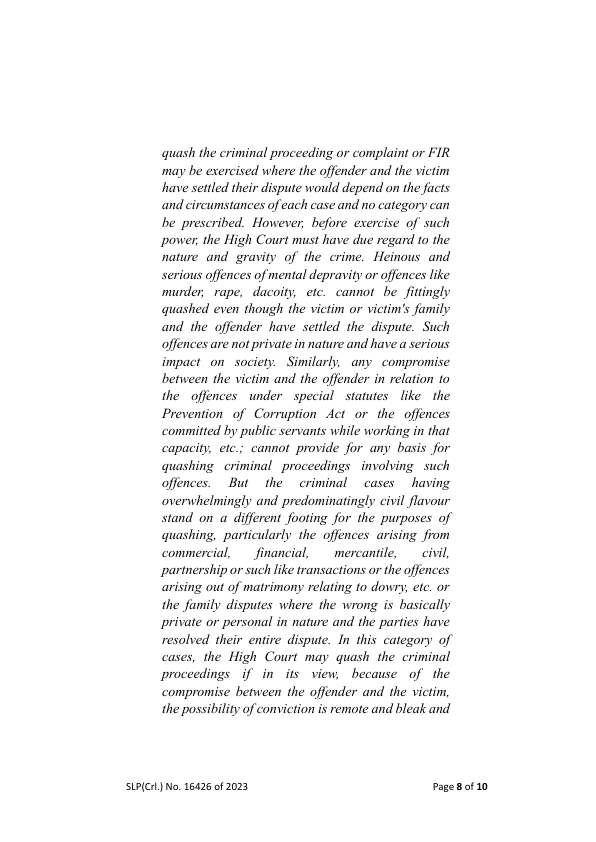 quash the criminal proceeding or complaint or FIR
may be exercised where the offender and the victim
have settled their dispute would depend on the facts
and circumstances of each case and no category can
be prescribed. However, before exercise of such
power, the High Court must have due regard to the
nature and gravity of the crime. Heinous and
serious offences of mental depravity or offences like
murder, rape, dacoity, etc. cannot be fittingly
quashed even though the victim or victim's family
and the offender have settled the dispute. Such
offences are not private in nature and have a serious
impact on society. Similarly, any compromise
between the victim and the offender in relation to
the offences under special statutes like the
Prevention of Corruption Act or the offences
committed by public servants while working in that
capacity, etc.; cannot provide for any basis for
quashing criminal proceedings involving such
offences. But the criminal cases having
overwhelmingly and predominatingly civil flavour
stand on a different footing for the purposes of
quashing, particularly the offences arising from
commercial, financial, mercantile, civil,
partnership or such like transactions or the offences
arising out of matrimony relating to dowry, etc. or
the family disputes where the wrong is basically
private or personal in nature and the parties have
resolved their entire dispute. In this category of
cases, the High Court may quash the criminal
proceedings if in its view, because of the
compromise between the offender and the victim,
the possibility of conviction is remote and bleak and
SLP(Crl.) No. 16426 of 2023 Page 8 of 10